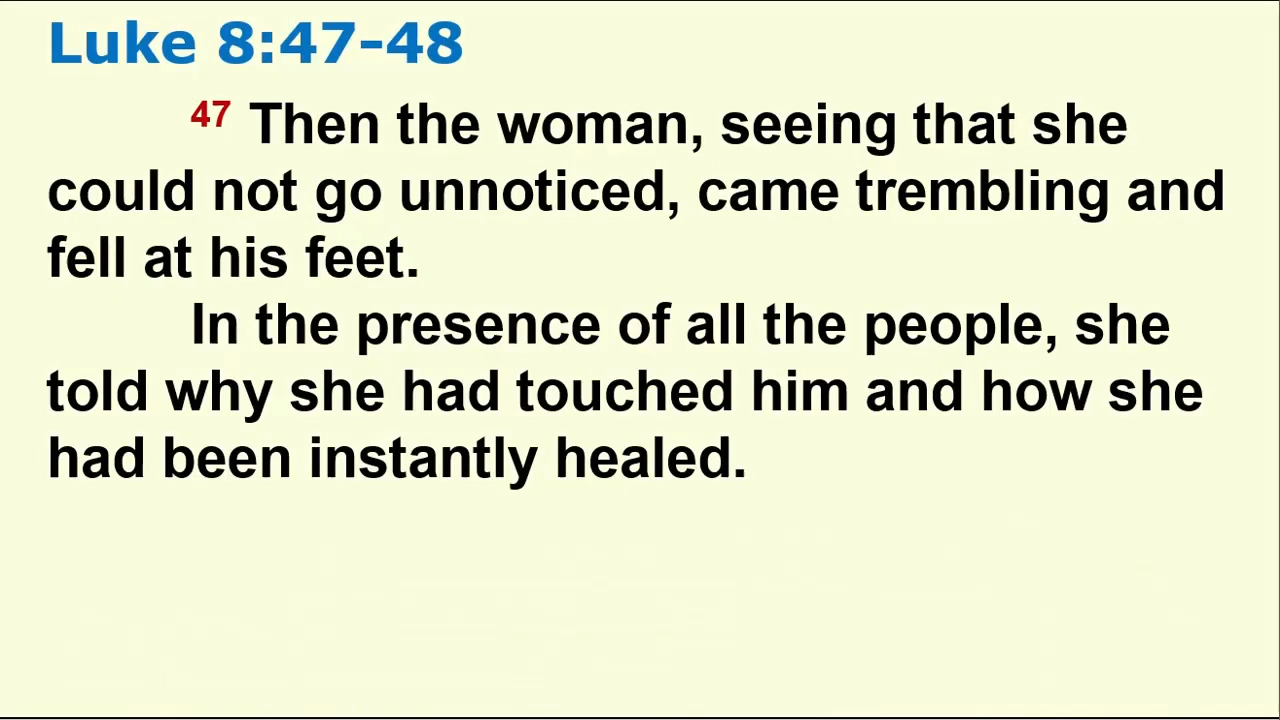 Luke 8:47-48
47 Then the woman, seeing that she
could not go unnoticed, came trembling and
fell at his feet.
In the presence of all the people, she
told why she had touched him and how she
had been instantly healed.